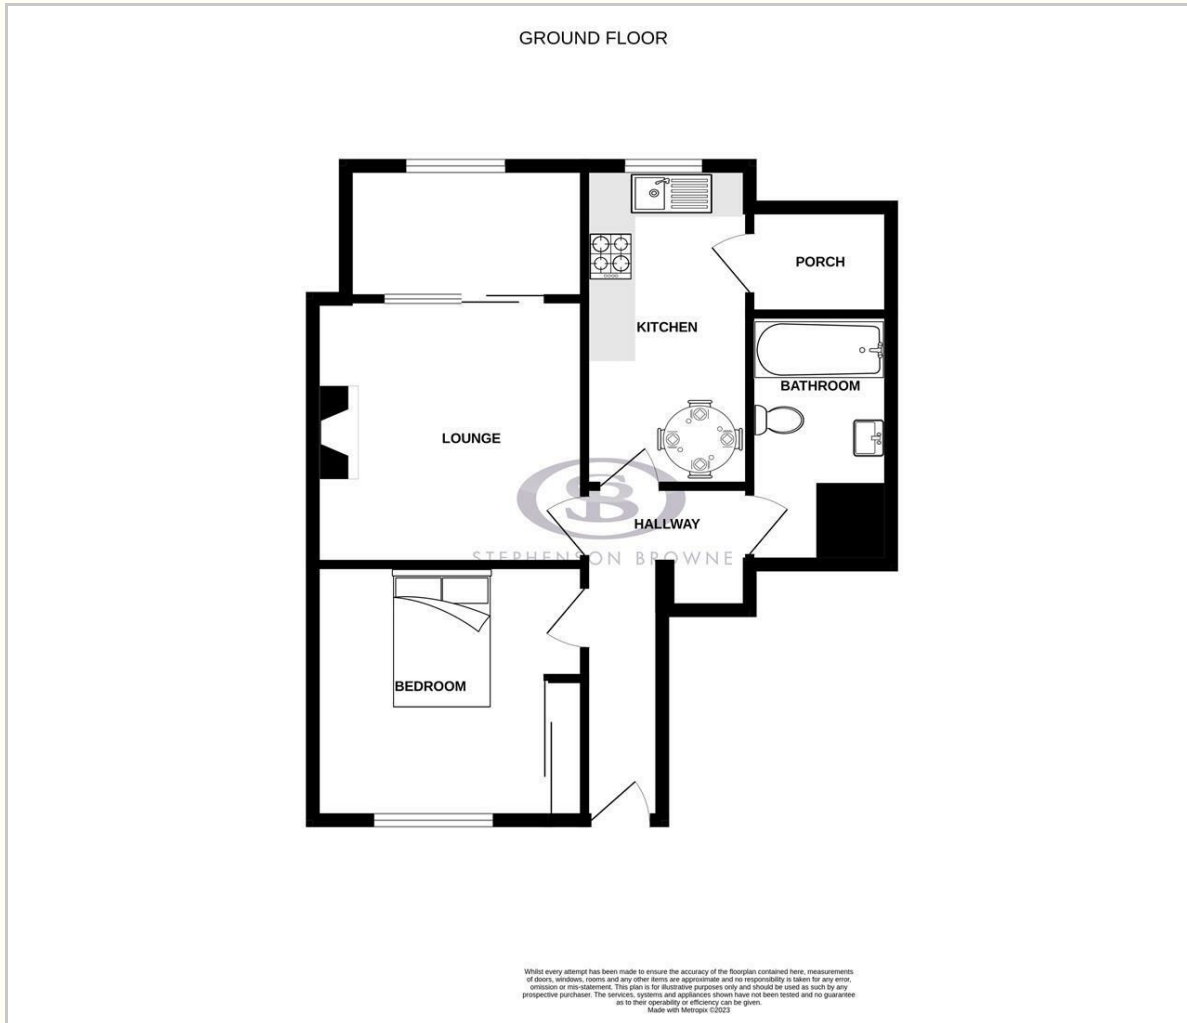 GROUND FLOOR
PORCH
KITCHEN
BATHROOM
LOUNGE
HALLWAY
STEPHENSON BROWNE
BEDROOM
Whilst every attempt has been made to ensure the accuracy of the floorplan contained here, measurements
of doors, windows, rooms and any other items are approximate and no responsibility is taken for any error,
omission or mis-statement. This plan is for illustrative purposes only and should be used as such by any
prospective purchaser. The services, systems and appliances shown have not been tested and no guarantee
as to their operability or efficiency can be given.
Made with Metropix ©2023